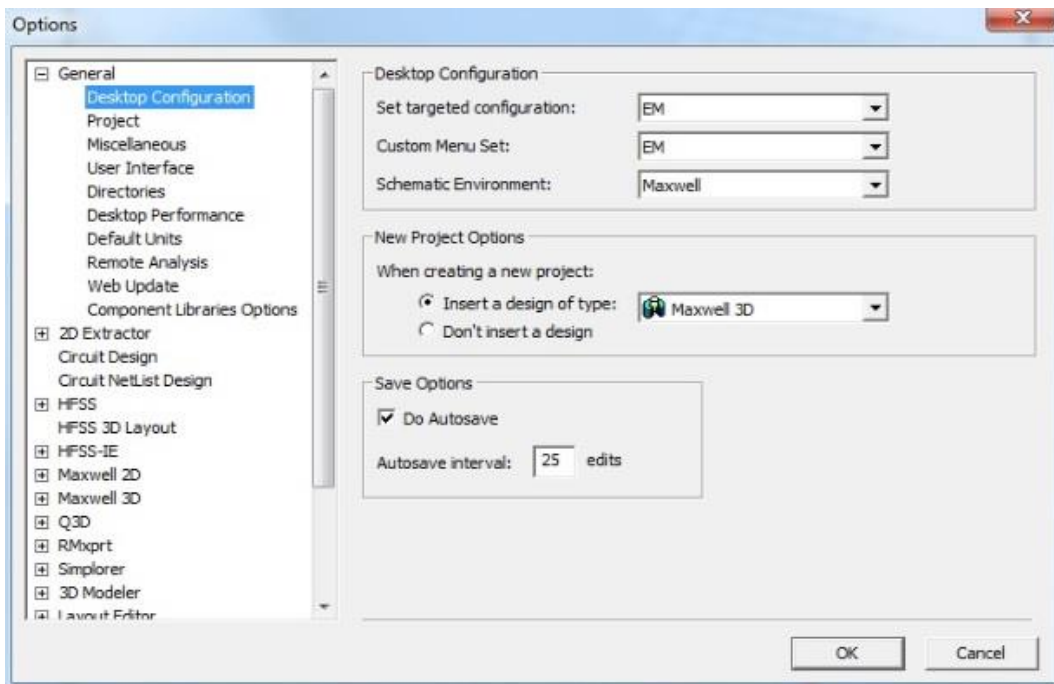 Options
General
Desktop Configuration
Project
Miscellaneous
User Interface
Directories
Desktop Performance
Default Units
Remote Analysis
Web Update
Component Libraries Options
2D Extractor
Circuit Design
Circuit NetList Design
HFSS
HFSS 3D Layout
HFSS-IE
Maxwell 2D
Maxwell 3D
Q3D
RMxprt
Simplorer
3D Modeler
Layout Editor
Desktop Configuration
Set targeted configuration: EM
Custom Menu Set: EM
Schematic Environment: Maxwell
New Project Options
When creating a new project:
Insert a design of type: Maxwell 3D
Don't insert a design
Save Options
Do Autosave
Autosave interval: 25 edits
OK Cancel